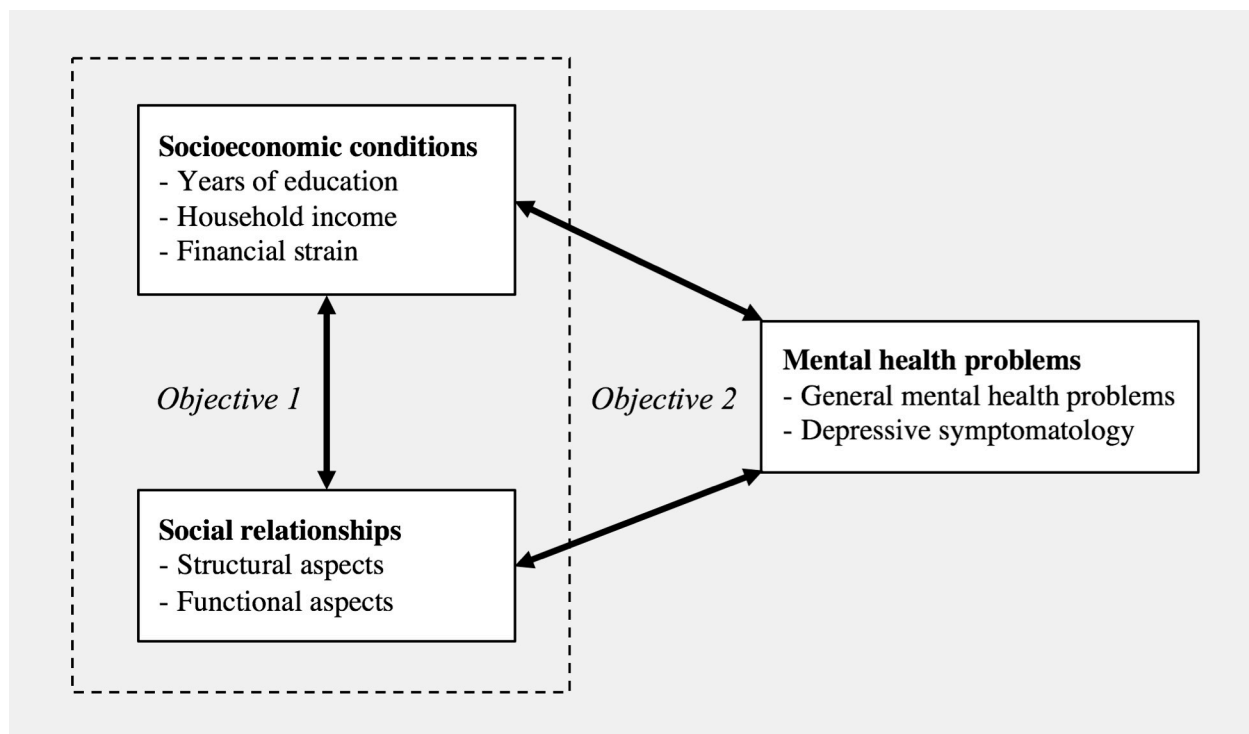 Socioeconomic conditions
- Years of education
- Household income
- Financial strain
Objective 1
Objective 2
Mental health problems
- General mental health problems
- Depressive symptomatology
Social relationships
- Structural aspects
- Functional aspects